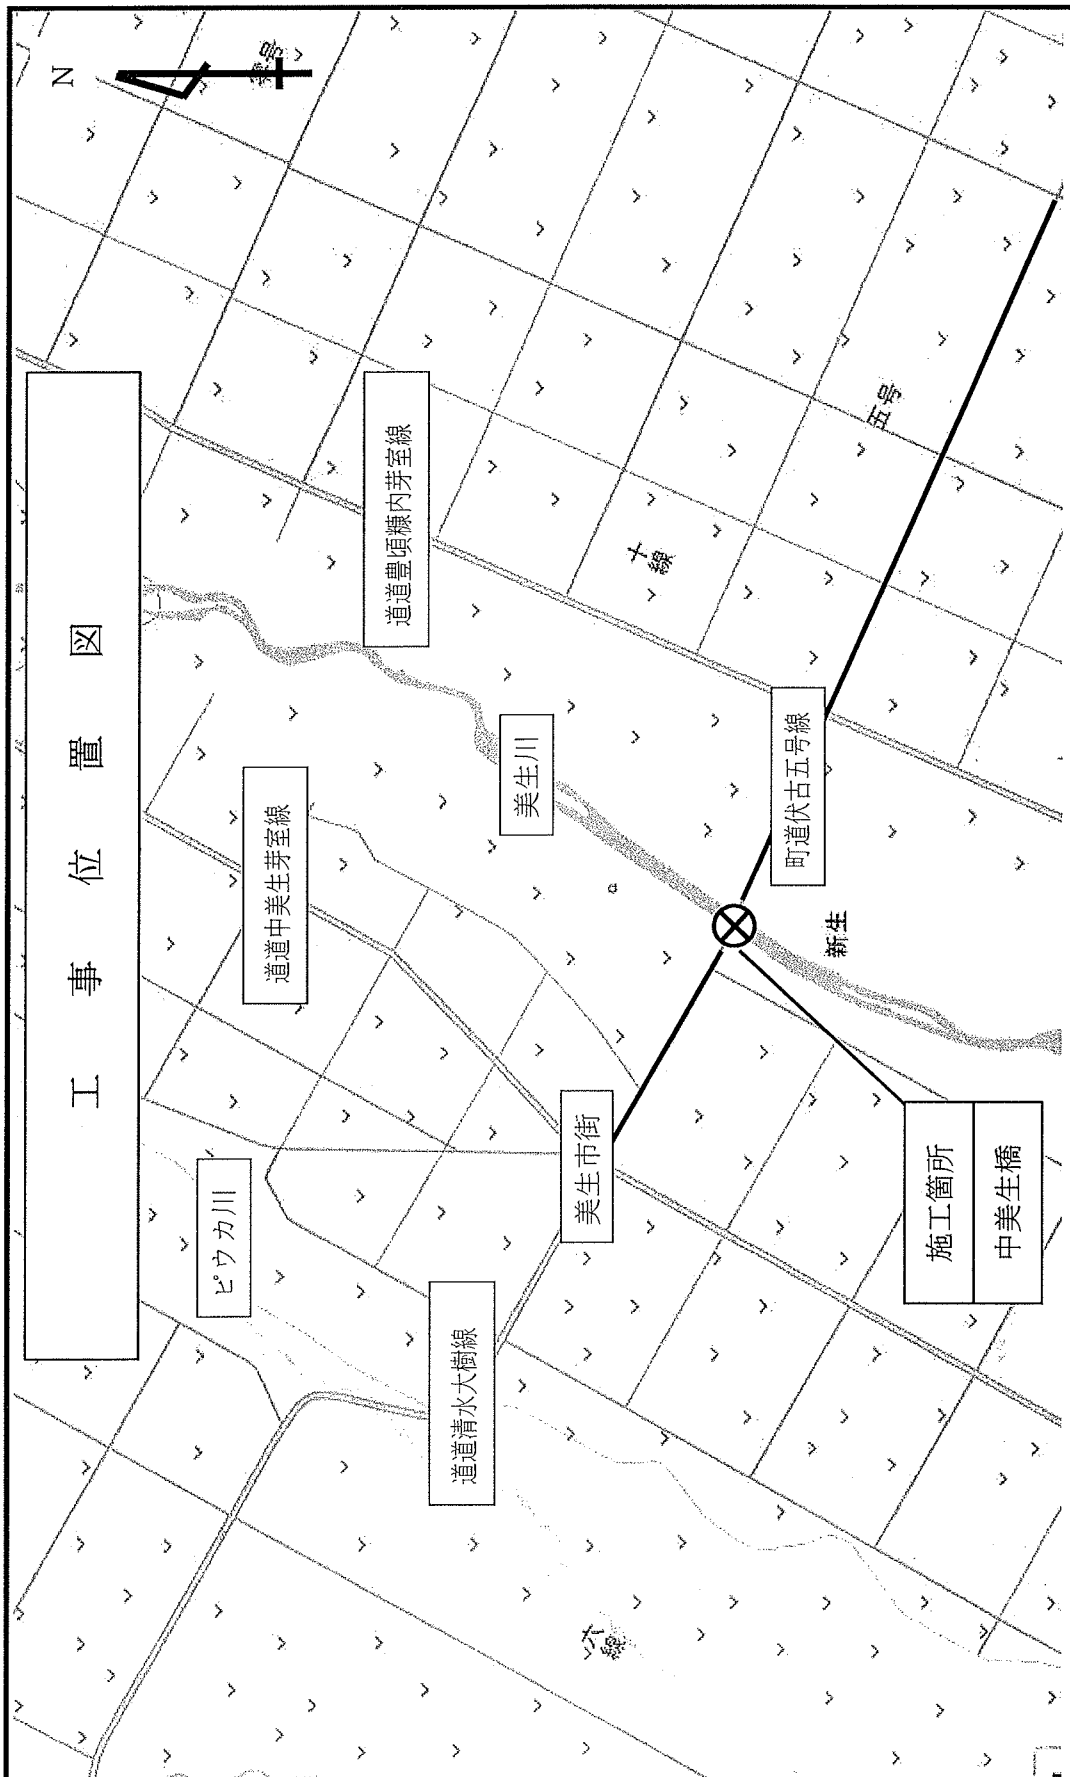 工事位置図
N
零号
道道豊頃糠内芽室線
道道中美生芽室線
ピウカ川
美生川
十線
五号
町道伏古五号線
美生市街
道道清水大樹線
新生
施工箇所
中美生橋
六線